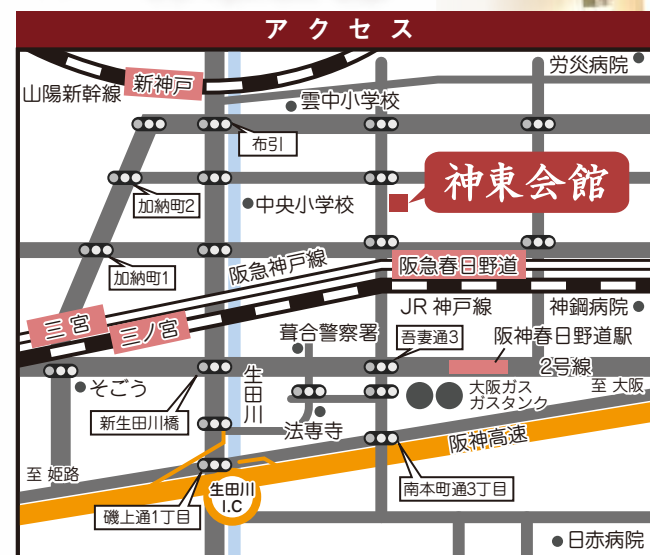 アクセス
労災病院
新神戸
山陽新幹線
雲中小学校
布引
神東会館
加納町2
中央小学校
阪急神戸線
阪急春日野道
加納町1
JR 神戸線
神鋼病院
三宮
三ノ宮
葺合警察署
吾妻通3
阪神春日野道駅
2号線
そごう
生田川
大阪ガス
ガスタンク
至 大阪
新生田川橋
法専寺
阪神高速
至 姫路
生田川
I.C
南本町通3丁目
磯上通1丁目
日赤病院